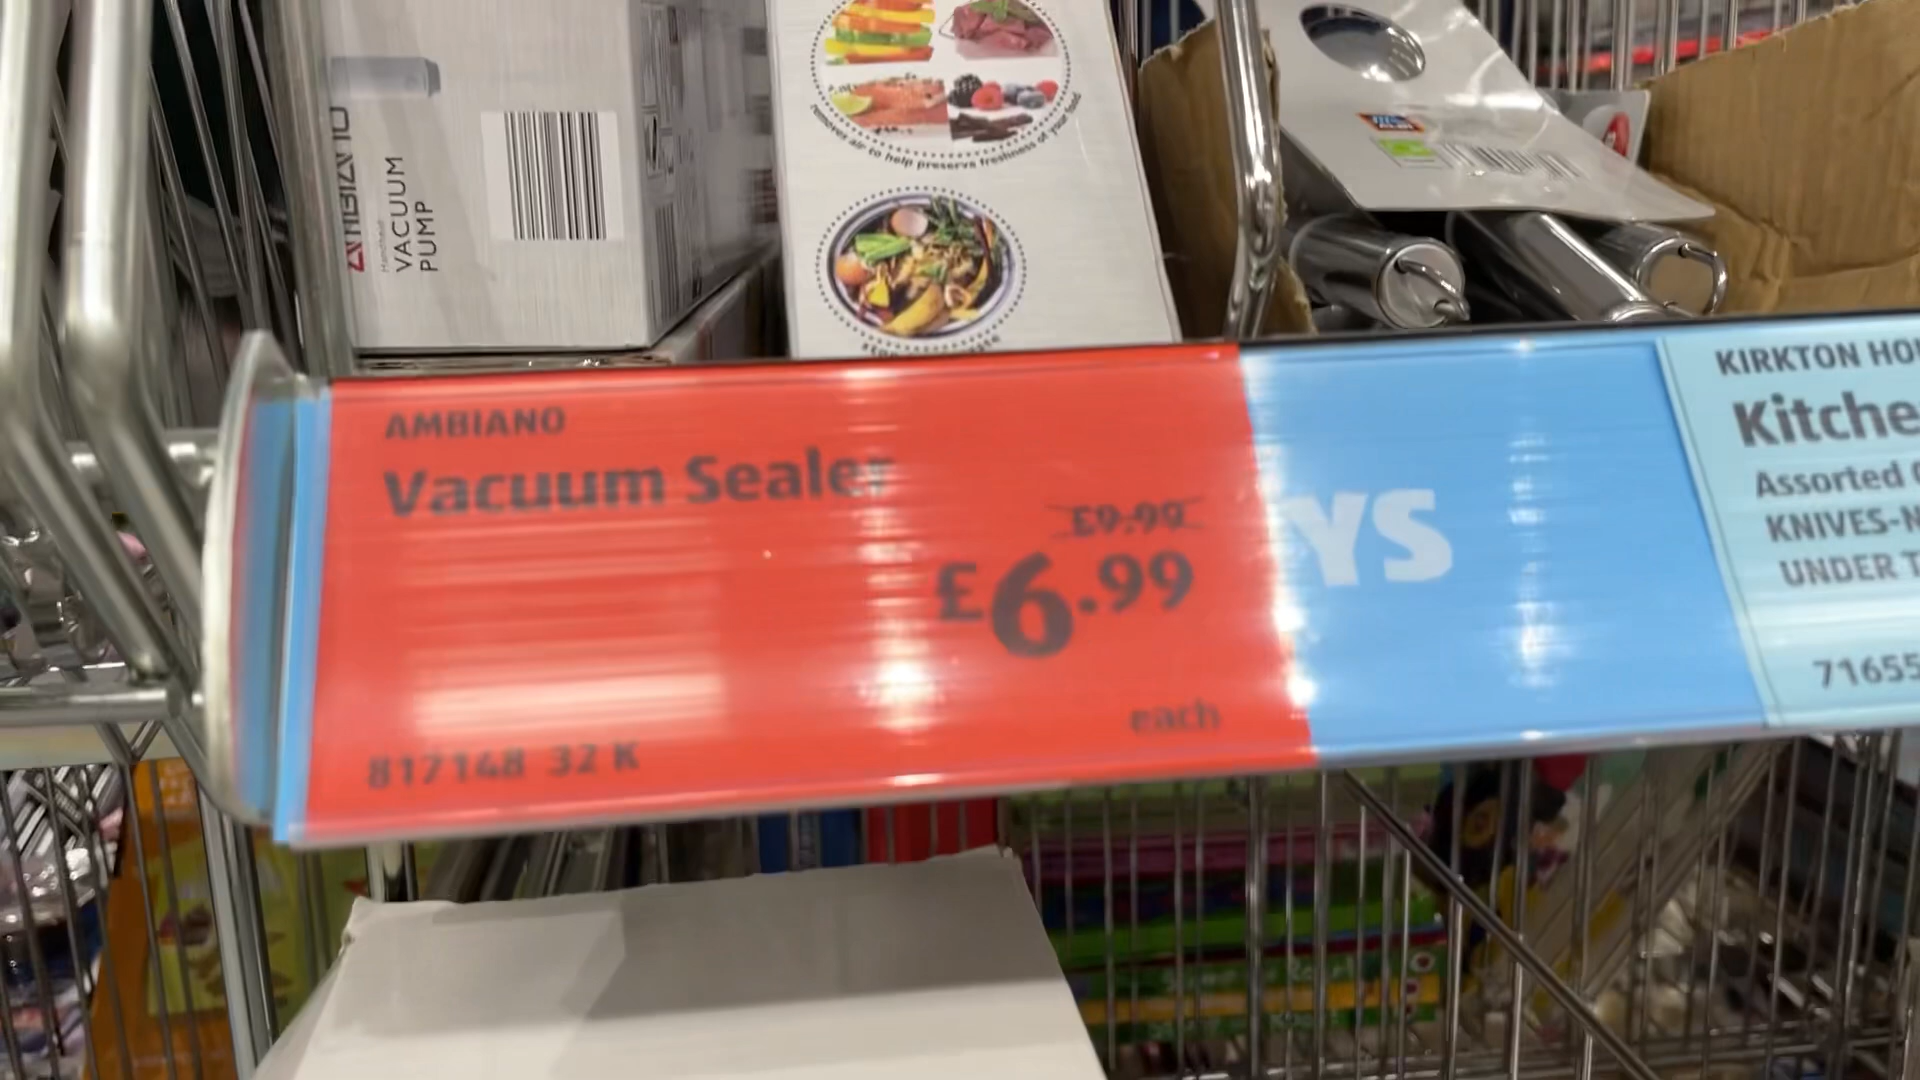 AMBIANO
Handheld
VACUUM
PUMP
removes air to help preserve freshness of your food
AMBIANO
Vacuum Sealer
£9.99
£6.99
each
817148 32 K
YS
KIRKTON HO
Kitche
Assorted
KNIVES-N
UNDER T
71655